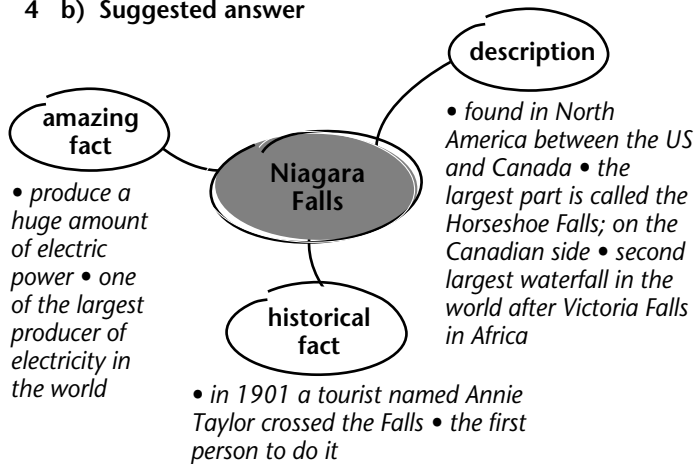 4 b) Suggested answer
description
• found in North
America between the US
and Canada • the
largest part is called the
Horseshoe Falls; on the
Canadian side • second
largest waterfall in the
world after Victoria Falls
in Africa
amazing
fact
• produce a
huge amount
of electric
power • one
of the largest
producer of
electricity in
the world
Niagara
Falls
historical
fact
• in 1901 a tourist named Annie
Taylor crossed the Falls • the first
person to do it